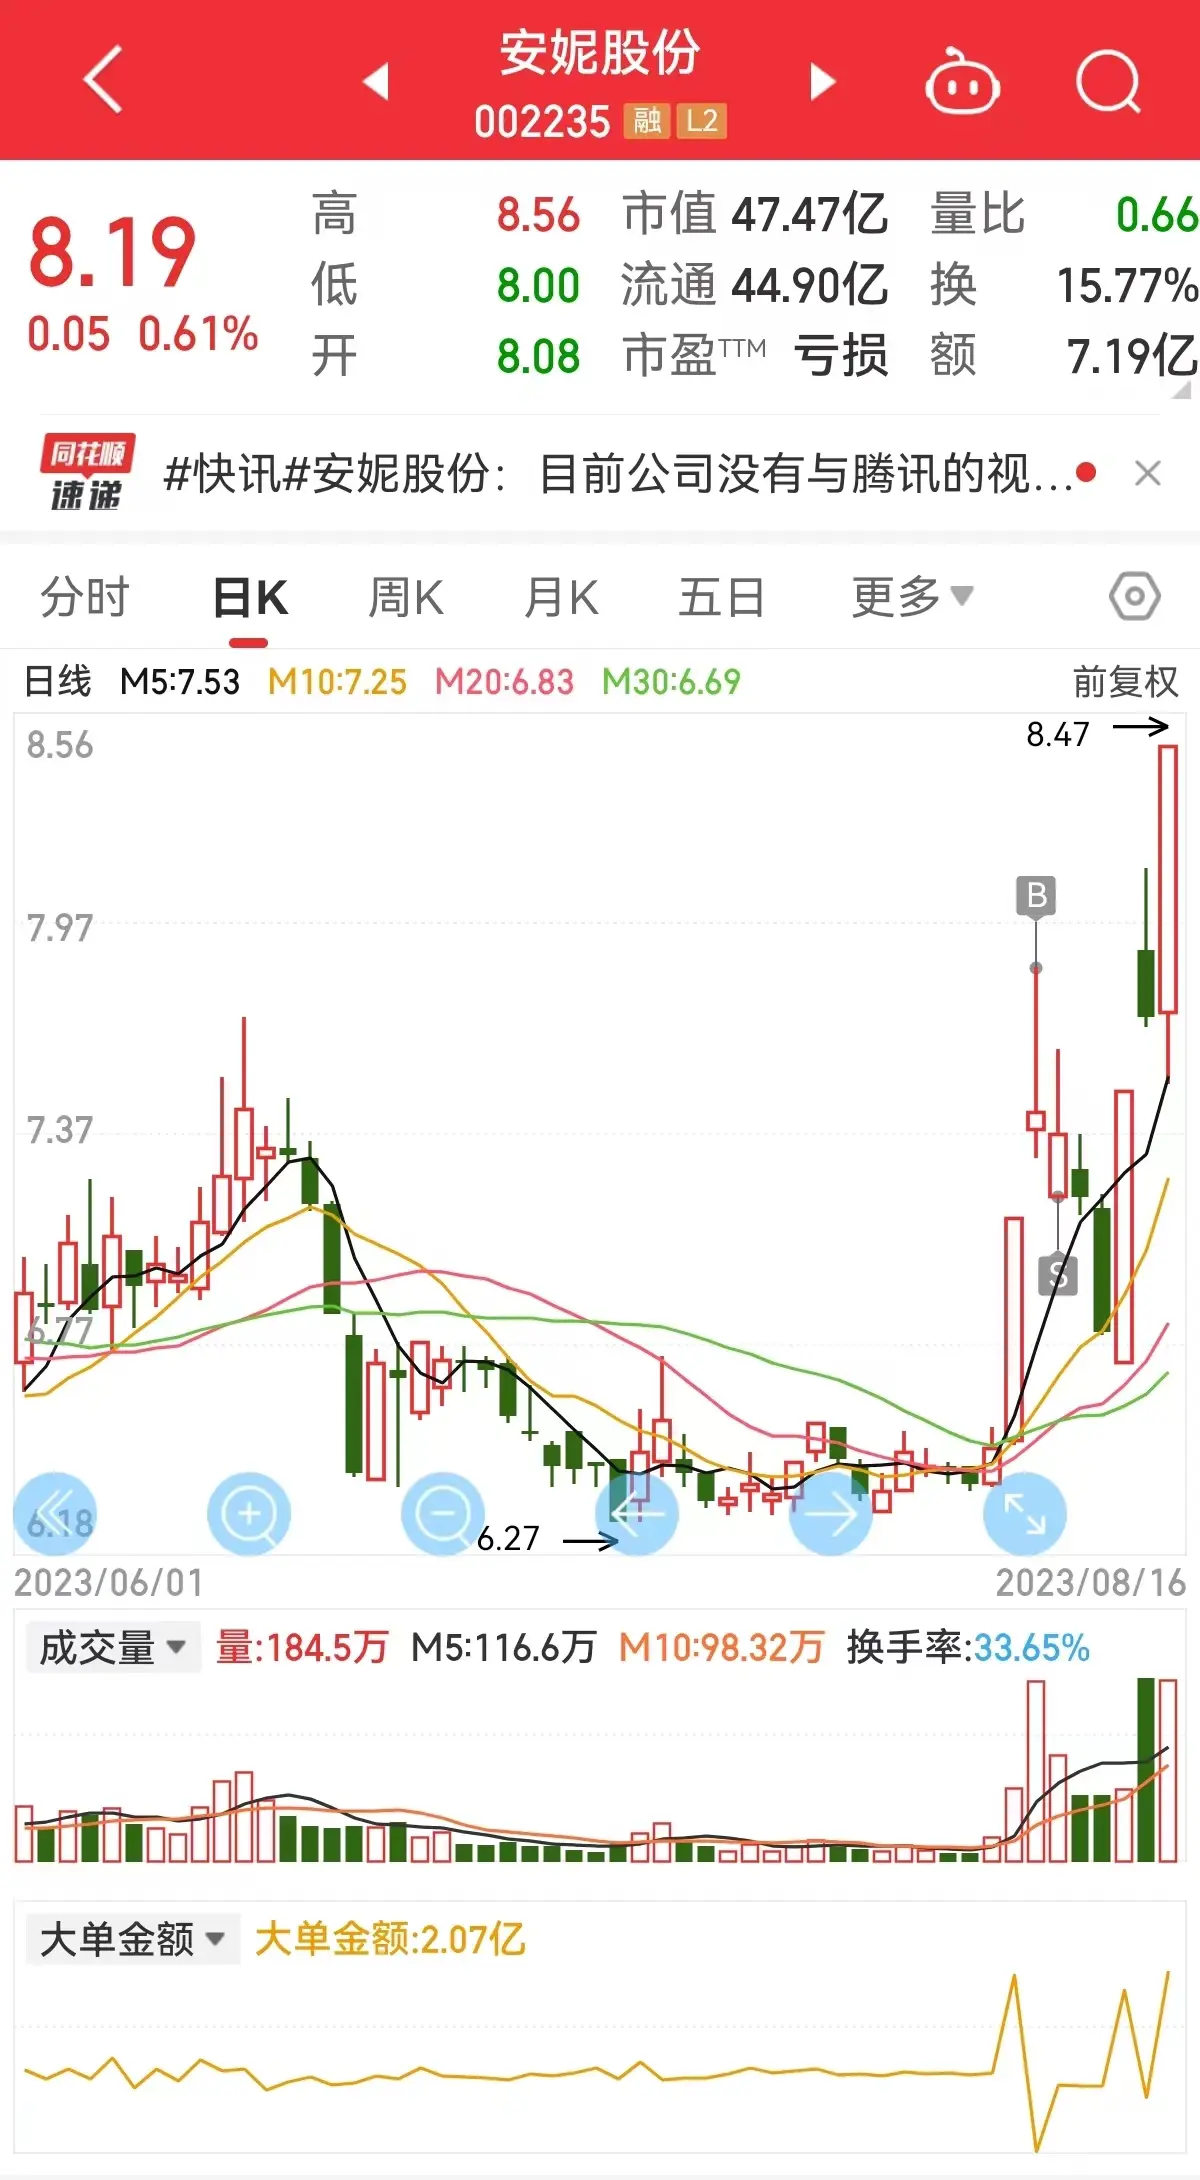 安妮股份
002235 融 L2
8.19
0.05 0.61%
高 8.56 市值 47.47亿 量比 0.66
低 8.00 流通 44.90亿 换 15.77%
开 8.08 市盈TTM 亏损 额 7.19亿
同花顺
速递
#快讯#安妮股份：目前公司没有与腾讯的视...
分时 日K 周K 月K 五日 更多
日线 M5:7.53 M10:7.25 M20:6.83 M30:6.69 前复权
8.47
8.56
B
7.97
7.37
S
6.77
6.18
6.27
2023/06/01 2023/08/16
成交量 量:184.5万 M5:116.6万 M10:98.32万 换手率:33.65%
大单金额 大单金额:2.07亿